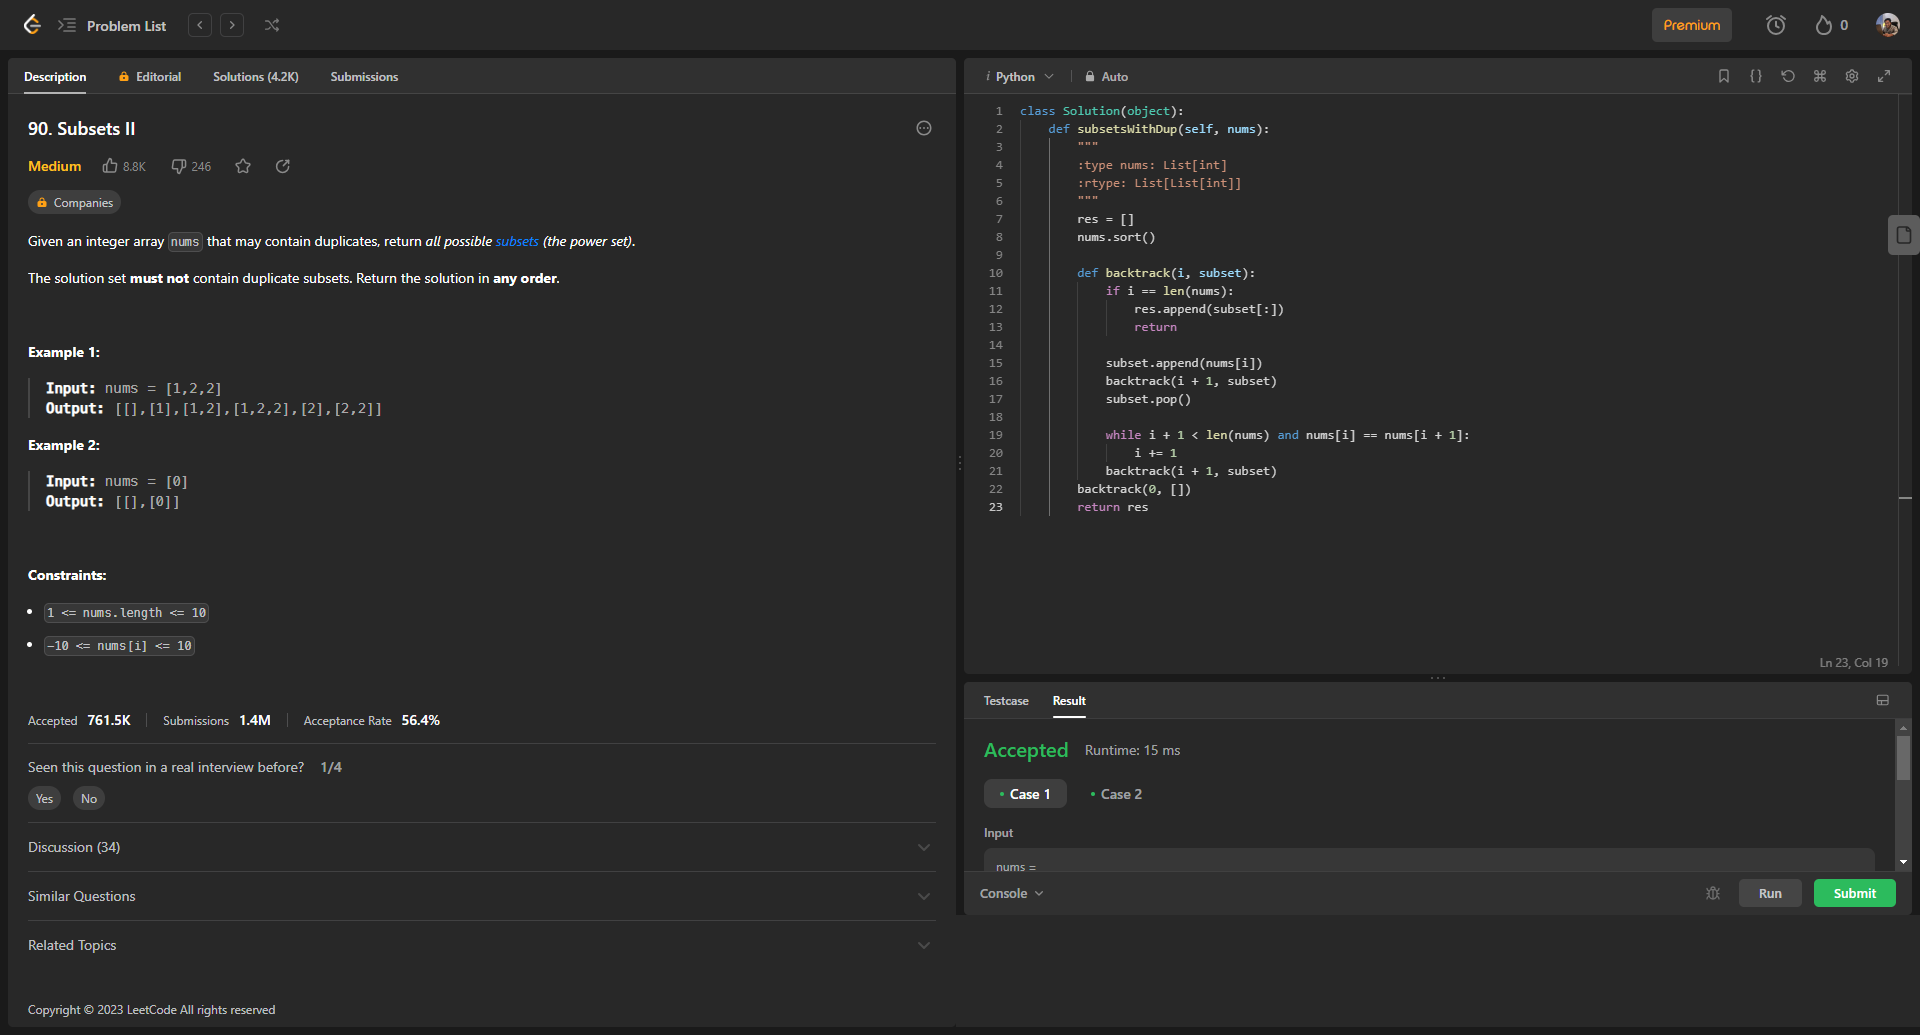 Problem List
Premium
0
Description
Editorial
Solutions (4.2K)
Submissions
90. Subsets II
Medium
8.8K
246
Companies
Given an integer array nums that may contain duplicates, return all possible subsets (the power set).
The solution set must not contain duplicate subsets. Return the solution in any order.
Example 1:
Input: nums = [1,2,2]
Output: [[],[1],[1,2],[1,2,2],[2],[2,2]]
Example 2:
Input: nums = [0]
Output: [[],[0]]
Constraints:
1 <= nums.length <= 10
-10 <= nums[i] <= 10
Accepted 761.5K
Submissions 1.4M
Acceptance Rate 56.4%
Seen this question in a real interview before? 1/4
Yes
No
Discussion (34)
Similar Questions
Related Topics
Copyright © 2023 LeetCode All rights reserved
i Python
Auto
1 class Solution(object):
2     def subsetsWithDup(self, nums):
3         """
4         :type nums: List[int]
5         :rtype: List[List[int]]
6         """
7         res = []
8         nums.sort()
9
10         def backtrack(i, subset):
11             if i == len(nums):
12                 res.append(subset[:])
13                 return
14
15             subset.append(nums[i])
16             backtrack(i + 1, subset)
17             subset.pop()
18
19             while i + 1 < len(nums) and nums[i] == nums[i + 1]:
20                 i += 1
21             backtrack(i + 1, subset)
22         backtrack(0, [])
23         return res
Ln 23, Col 19
Testcase
Result
Accepted
Runtime: 15 ms
Case 1
Case 2
Input
nums =
Console
Run
Submit